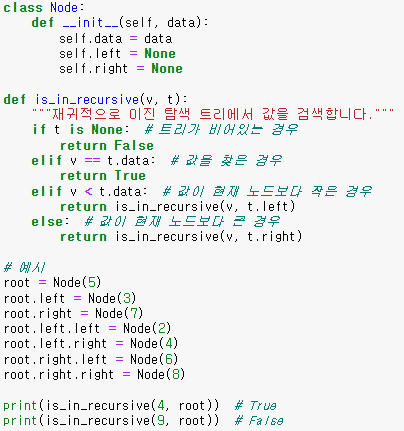 class Node:
    def __init__(self, data):
        self.data = data
        self.left = None
        self.right = None

def is_in_recursive(v, t):
    """재귀적으로 이진 탐색 트리에서 값을 검색합니다."""
    if t is None:  # 트리가 비어있는 경우
        return False
    elif v == t.data:  # 값을 찾은 경우
        return True
    elif v < t.data:  # 값이 현재 노드보다 작은 경우
        return is_in_recursive(v, t.left)
    else:  # 값이 현재 노드보다 큰 경우
        return is_in_recursive(v, t.right)

# 예시
root = Node(5)
root.left = Node(3)
root.right = Node(7)
root.left.left = Node(2)
root.left.right = Node(4)
root.right.left = Node(6)
root.right.right = Node(8)

print(is_in_recursive(4, root))  # True
print(is_in_recursive(9, root))  # False